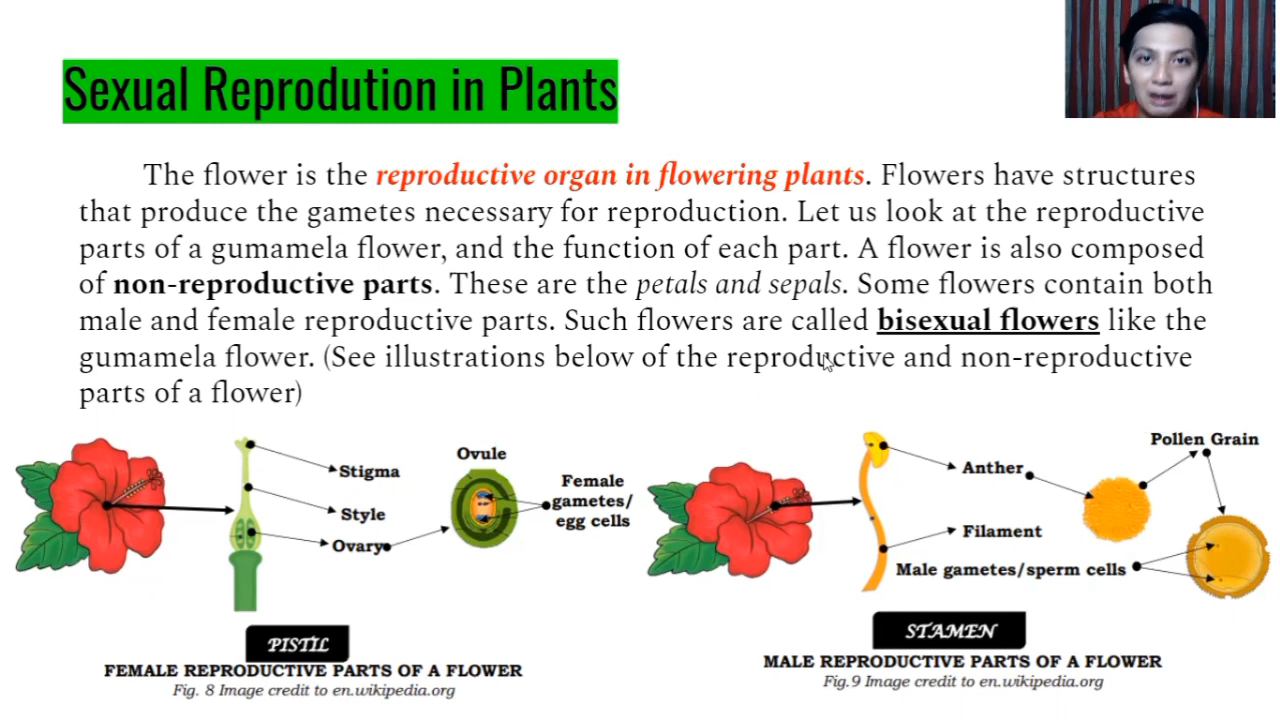 Sexual Reprodution in Plants
The flower is the reproductive organ in flowering plants. Flowers have structures
that produce the gametes necessary for reproduction. Let us look at the reproductive
parts of a gumamela flower, and the function of each part. A flower is also composed
of non-reproductive parts. These are the petals and sepals. Some flowers contain both
male and female reproductive parts. Such flowers are called bisexual flowers like the
gumamela flower. (See illustrations below of the reproductive and non-reproductive
parts of a flower)
Stigma
Style
Ovary
Ovule
Female
gametes/
egg cells
PISTIL
FEMALE REPRODUCTIVE PARTS OF A FLOWER
Fig. 8 Image credit to en.wikipedia.org
Anther
Filament
Pollen Grain
Male gametes/sperm cells
STAMEN
MALE REPRODUCTIVE PARTS OF A FLOWER
Fig.9 Image credit to en.wikipedia.org